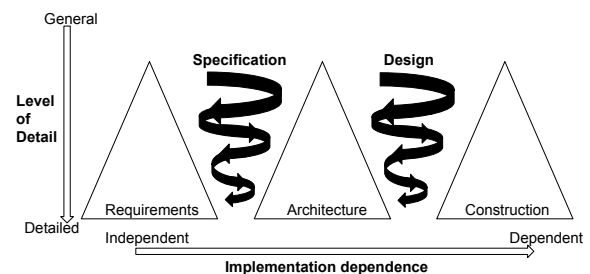 General
Specification
Design
Level
of
Detail
Requirements
Architecture
Construction
Detailed
Independent
Dependent
Implementation dependence